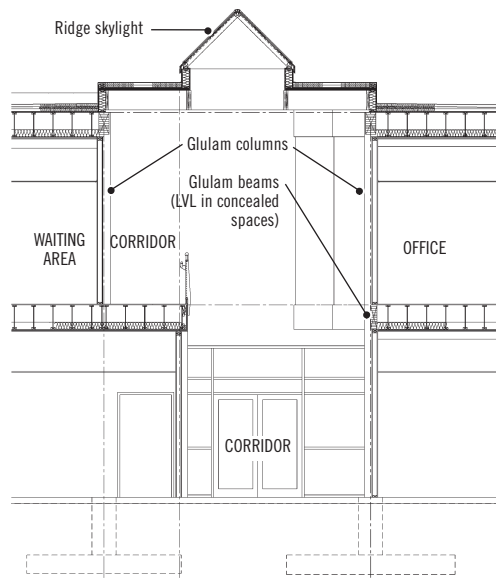 Ridge skylight
Glulam columns
Glulam beams
(LVL in concealed
spaces)
WAITING
AREA
CORRIDOR
OFFICE
CORRIDOR